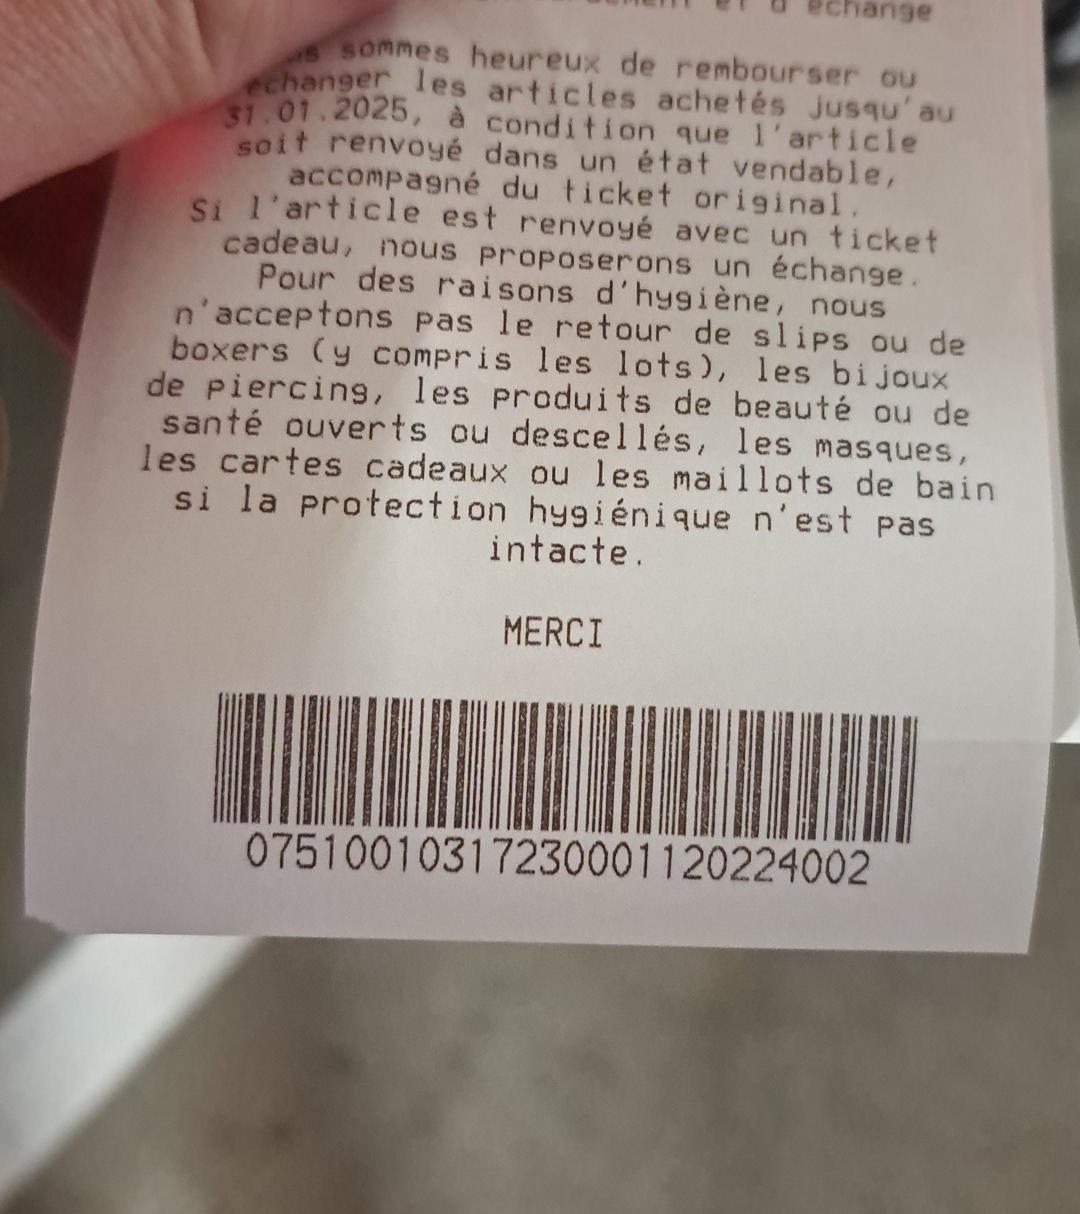 et d'échange
sommes heureux de rembourser ou
échanger les articles achetés jusqu'au
31.01.2025, à condition que l'article
soit renvoyé dans un état vendable,
accompagné du ticket original.
Si l'article est renvoyé avec un ticket
cadeau, nous proposerons un échange.
Pour des raisons d'hygiène, nous
n'acceptons pas le retour de slips ou de
boxers (y compris les lots), les bijoux
de piercing, les produits de beauté ou de
santé ouverts ou descellés, les masques,
les cartes cadeaux ou les maillots de bain
si la protection hygiénique n'est pas
intacte.
MERCI
07510010317230001120224002